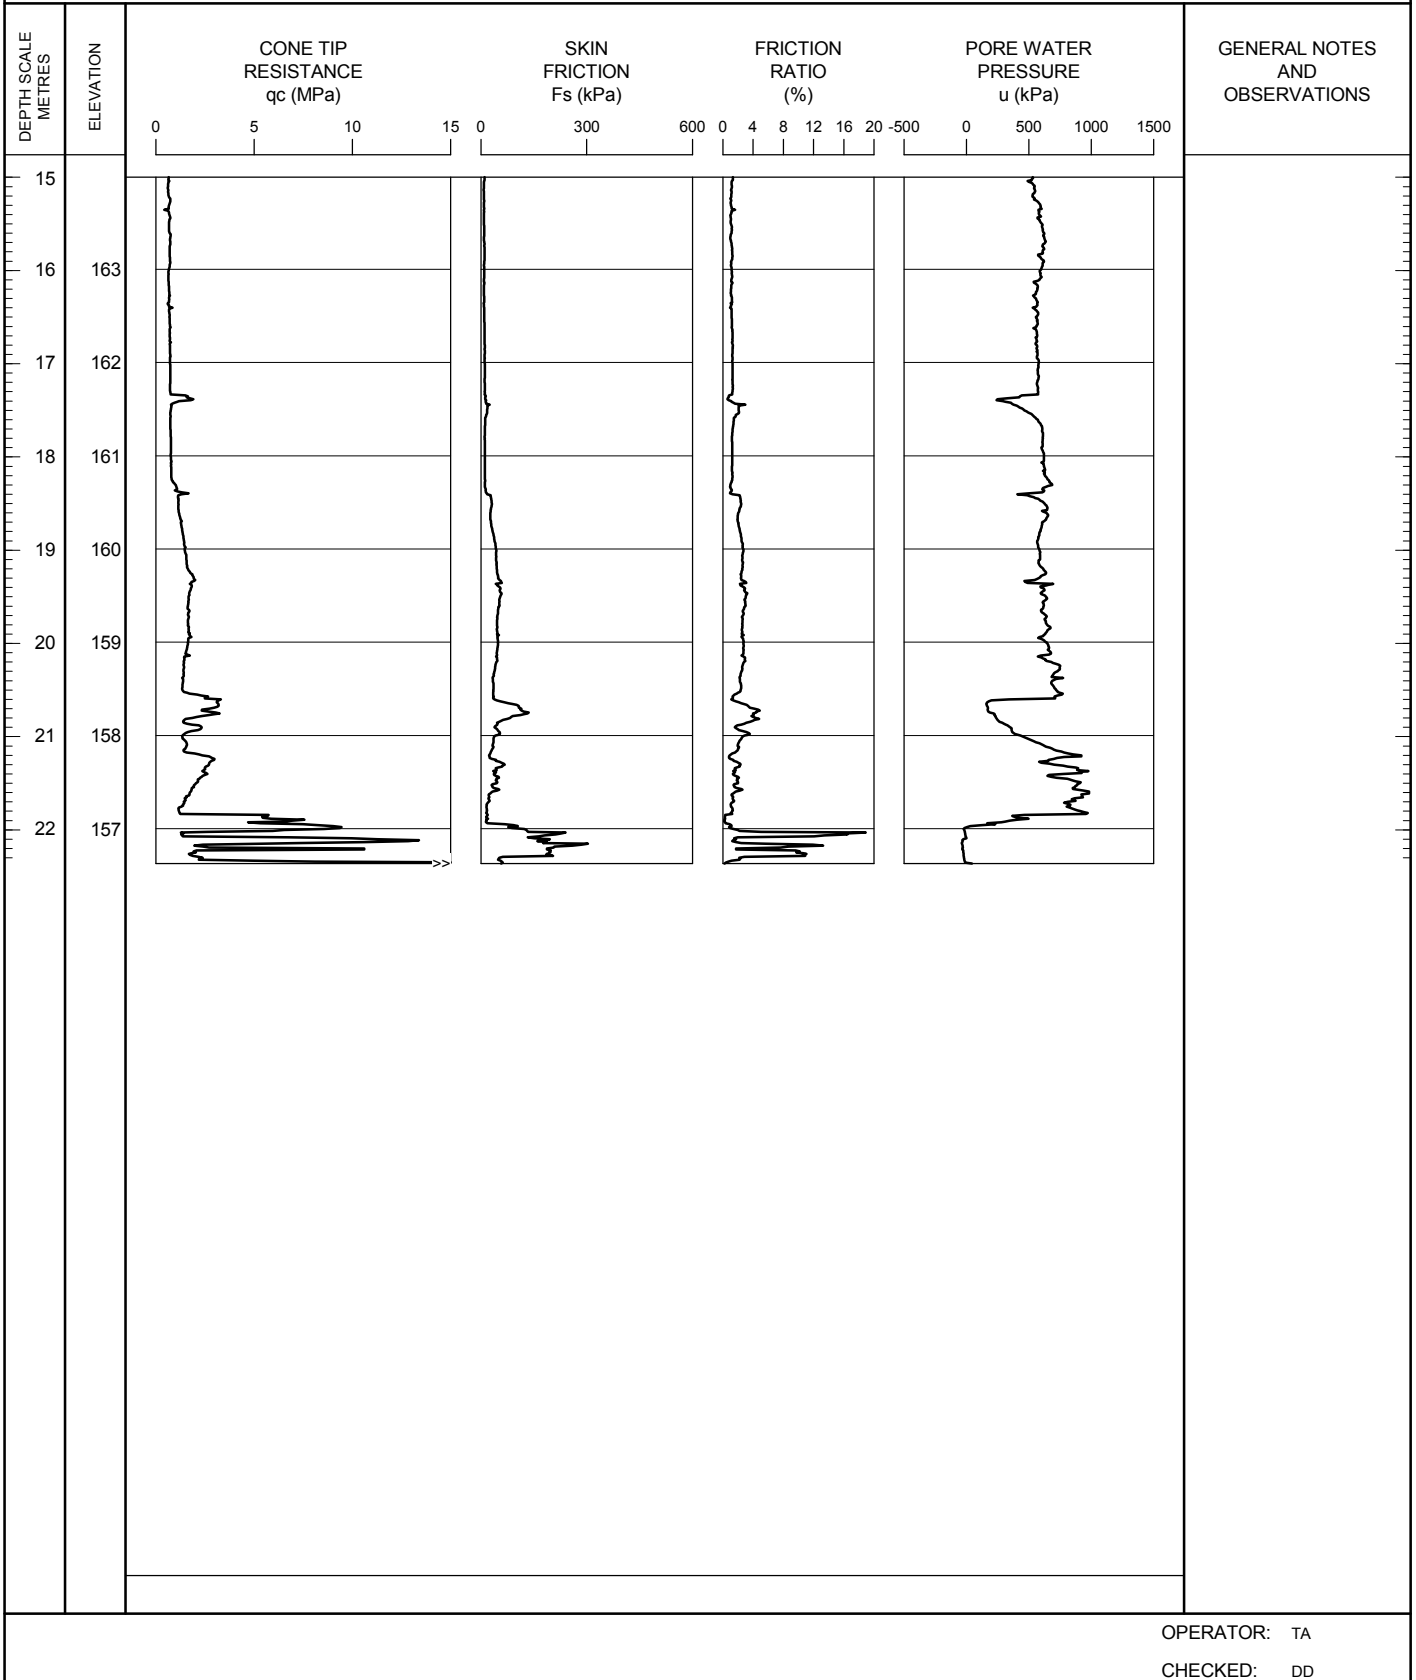 DEPTH SCALE
METRES
ELEVATION
CONE TIP
RESISTANCE
qc (MPa)
SKIN
FRICTION
Fs (kPa)
FRICTION
RATIO
(%)
PORE WATER
PRESSURE
u (kPa)
GENERAL NOTES
AND
OBSERVATIONS
0 5 10 15
0 300 600
0 4 8 12 16 20
-500 0 500 1000 1500
15
16 163
17 162
18 161
19 160
20 159
21 158
22 157
>>
OPERATOR: TA
CHECKED: DD